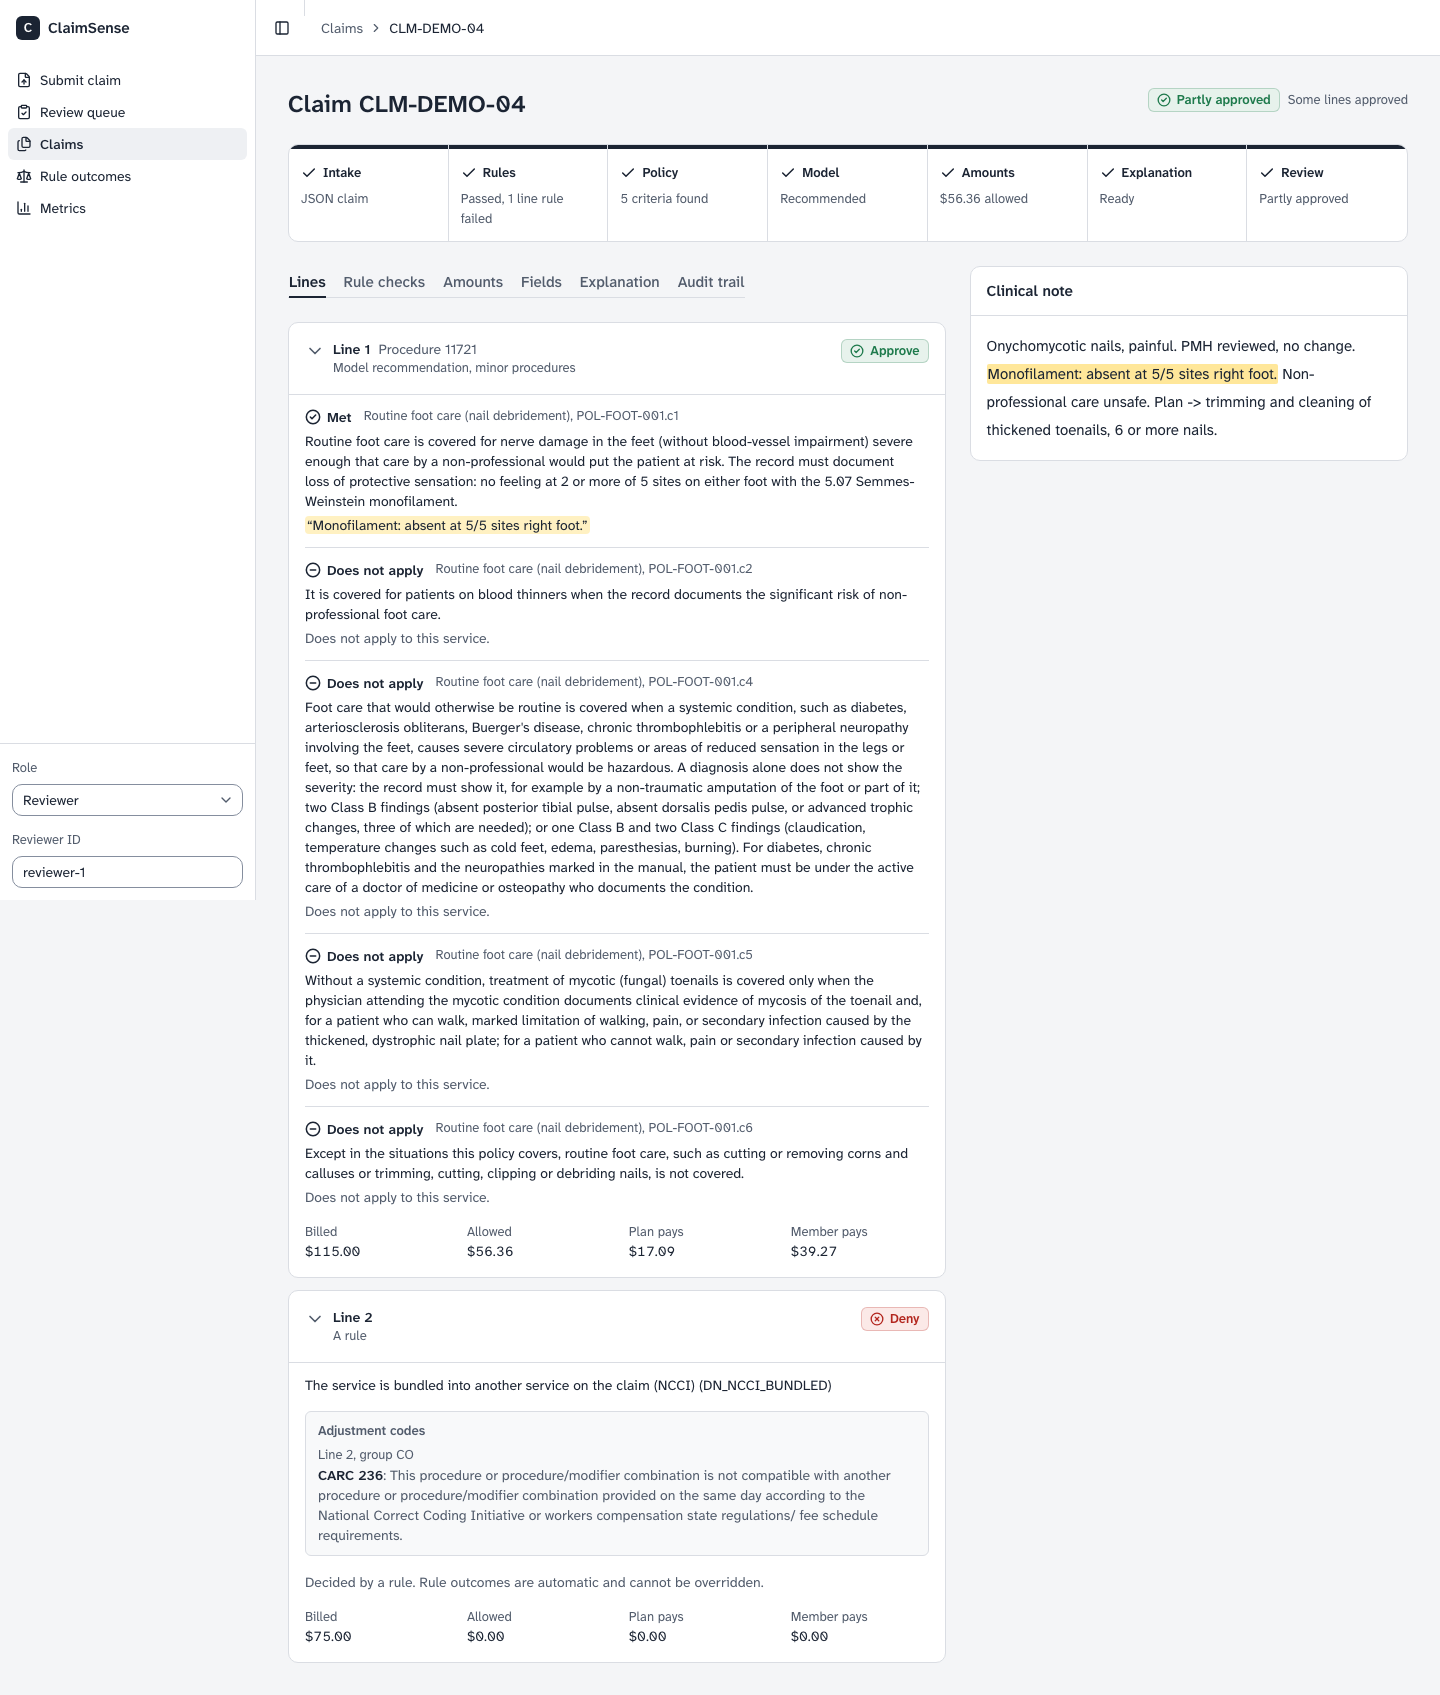 C ClaimSense
Submit claim
Review queue
Claims
Rule outcomes
Metrics
Role
Reviewer
Reviewer ID
reviewer-1
Claims > CLM-DEMO-04
Claim CLM-DEMO-04
Partly approved Some lines approved
Intake
JSON claim
Rules
Passed, 1 line rule
failed
Policy
5 criteria found
Model
Recommended
Amounts
$56.36 allowed
Explanation
Ready
Review
Partly approved
Lines Rule checks Amounts Fields Explanation Audit trail
Line 1 Procedure 11721
Model recommendation, minor procedures
Approve
Met Routine foot care (nail debridement), POL-FOOT-001.c1
Routine foot care is covered for nerve damage in the feet (without blood-vessel impairment) severe
enough that care by a non-professional would put the patient at risk. The record must document
loss of protective sensation: no feeling at 2 or more of 5 sites on either foot with the 5.07 Semmes-
Weinstein monofilament.
“Monofilament: absent at 5/5 sites right foot.”
Does not apply Routine foot care (nail debridement), POL-FOOT-001.c2
It is covered for patients on blood thinners when the record documents the significant risk of non-
professional foot care.
Does not apply to this service.
Does not apply Routine foot care (nail debridement), POL-FOOT-001.c4
Foot care that would otherwise be routine is covered when a systemic condition, such as diabetes,
arteriosclerosis obliterans, Buerger's disease, chronic thrombophlebitis or a peripheral neuropathy
involving the feet, causes severe circulatory problems or areas of reduced sensation in the legs or
feet, so that care by a non-professional would be hazardous. A diagnosis alone does not show the
severity: the record must show it, for example by a non-traumatic amputation of the foot or part of it;
two Class B findings (absent posterior tibial pulse, absent dorsalis pedis pulse, or advanced trophic
changes, three of which are needed); or one Class B and two Class C findings (claudication,
temperature changes such as cold feet, edema, paresthesias, burning). For diabetes, chronic
thrombophlebitis and the neuropathies marked in the manual, the patient must be under the active
care of a doctor of medicine or osteopathy who documents the condition.
Does not apply to this service.
Does not apply Routine foot care (nail debridement), POL-FOOT-001.c5
Without a systemic condition, treatment of mycotic (fungal) toenails is covered only when the
physician attending the mycotic condition documents clinical evidence of mycosis of the toenail and,
for a patient who can walk, marked limitation of walking, pain, or secondary infection caused by the
thickened, dystrophic nail plate; for a patient who cannot walk, pain or secondary infection caused by
it.
Does not apply to this service.
Does not apply Routine foot care (nail debridement), POL-FOOT-001.c6
Except in the situations this policy covers, routine foot care, such as cutting or removing corns and
calluses or trimming, cutting, clipping or debriding nails, is not covered.
Does not apply to this service.
Billed Allowed Plan pays Member pays
$115.00 $56.36 $17.09 $39.27
Line 2
A rule
Deny
The service is bundled into another service on the claim (NCCI) (DN_NCCI_BUNDLED)
Adjustment codes
Line 2, group CO
CARC 236: This procedure or procedure/modifier combination is not compatible with another
procedure or procedure/modifier combination provided on the same day according to the
National Correct Coding Initiative or workers compensation state regulations/ fee schedule
requirements.
Decided by a rule. Rule outcomes are automatic and cannot be overridden.
Billed Allowed Plan pays Member pays
$75.00 $0.00 $0.00 $0.00
Clinical note
Onychomycotic nails, painful. PMH reviewed, no change.
Monofilament: absent at 5/5 sites right foot. Non-
professional care unsafe. Plan -> trimming and cleaning of
thickened toenails, 6 or more nails.